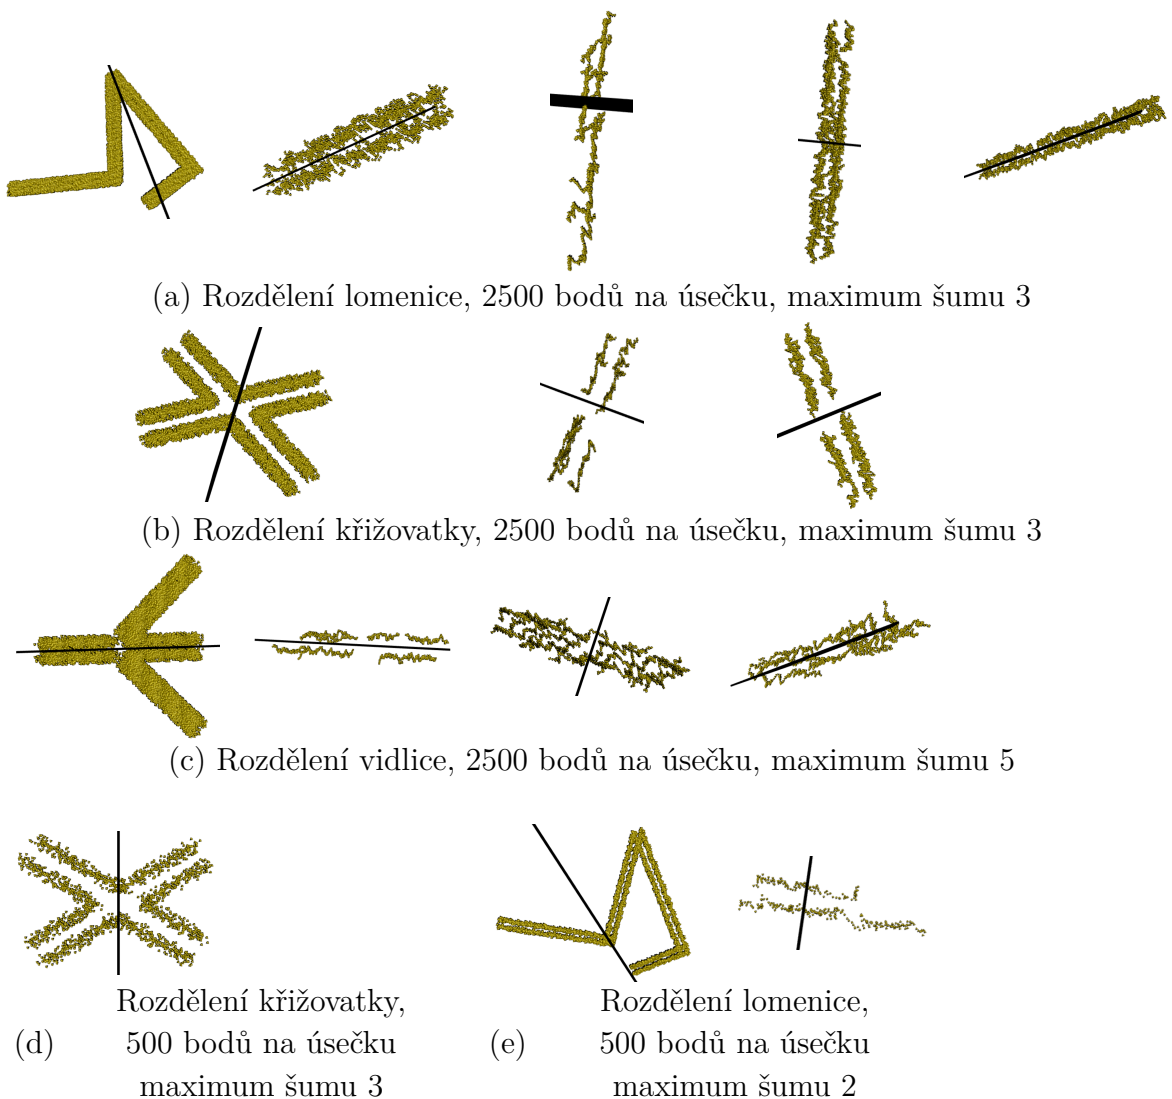 (a) Rozdělení lomenice, 2500 bodů na úsečku, maximum šumu 3
(b) Rozdělení křižovatky, 2500 bodů na úsečku, maximum šumu 3
(c) Rozdělení vidlice, 2500 bodů na úsečku, maximum šumu 5
(d) Rozdělení křižovatky,
500 bodů na úsečku
maximum šumu 3
(e) Rozdělení lomenice,
500 bodů na úsečku
maximum šumu 2